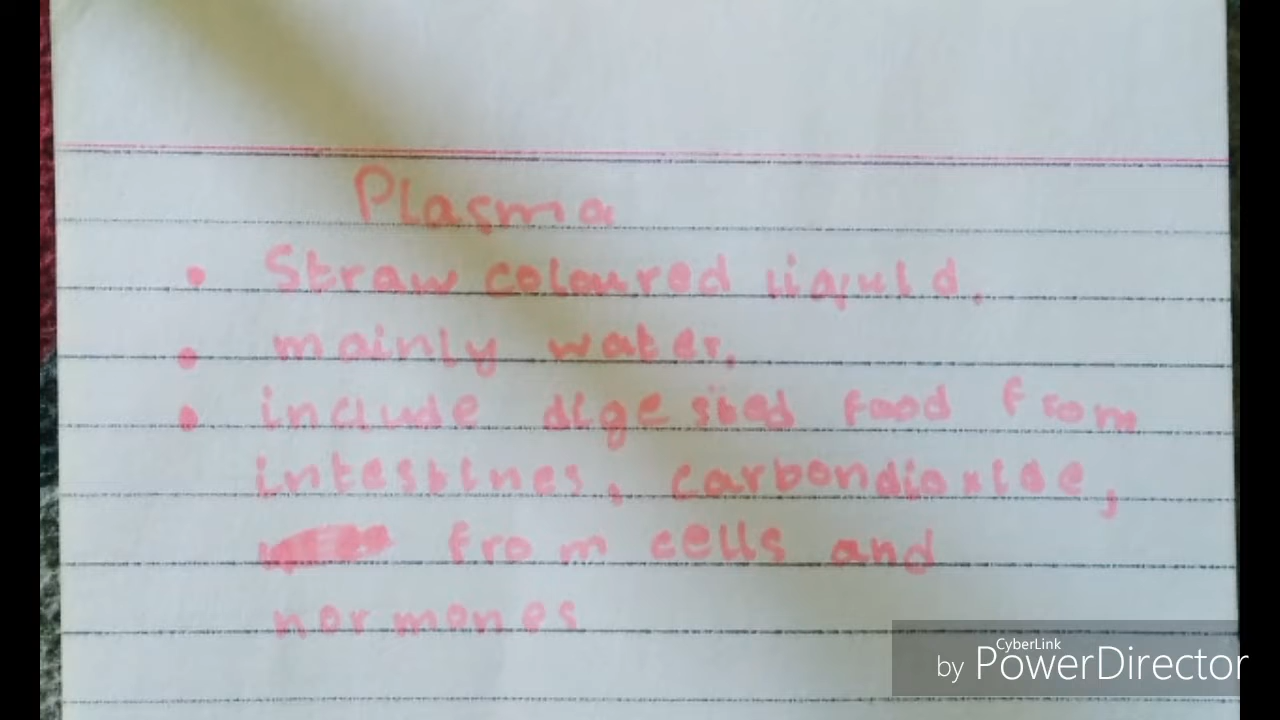 Plasma
• Straw coloured liquid.
• mainly water.
• include digested food from
intestines, carbondioxide,
from cells and
hormones
CyberLink
by PowerDirector